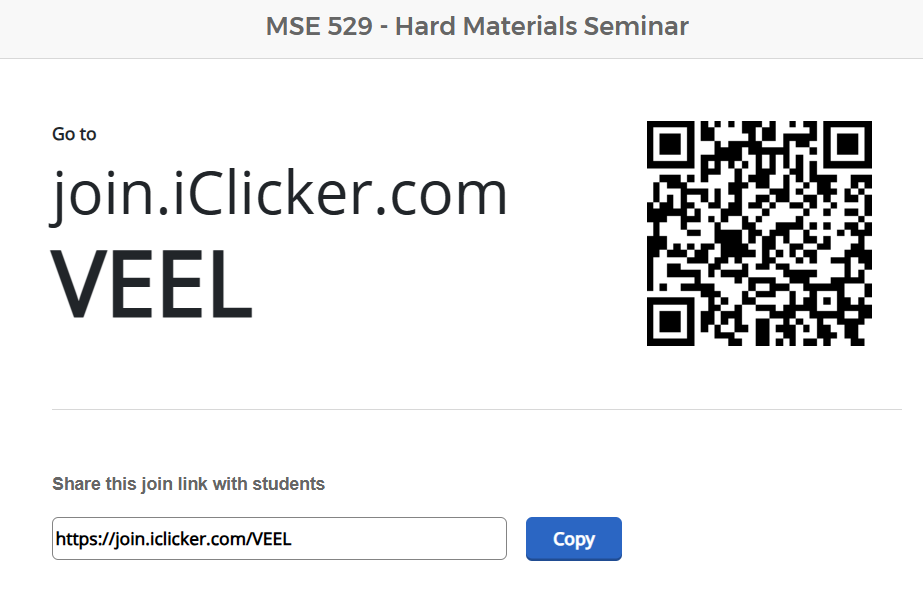 MSE 529 - Hard Materials Seminar
Go to
join.iClicker.com
VEEL
Share this join link with students
https://join.iclicker.com/VEEL
Copy